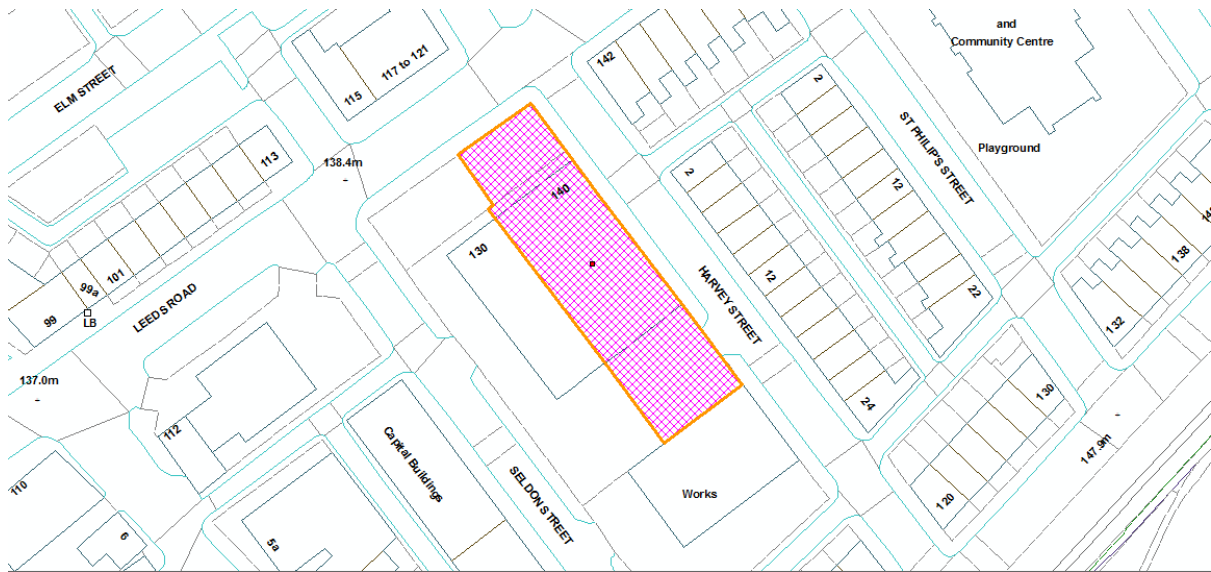 and
Community Centre
ELM STREET
117 to 121
142
115
2
ST PHILIP'S STREET
Playground
113
138.4m
2
140
12
130
HARVEY STREET
12
138
101
99a
99
LB
LEEDS ROAD
22
132
137.0m
24
130
112
Capital Buildings
147.9m
110
SELDON STREET
Works
120
6
5a